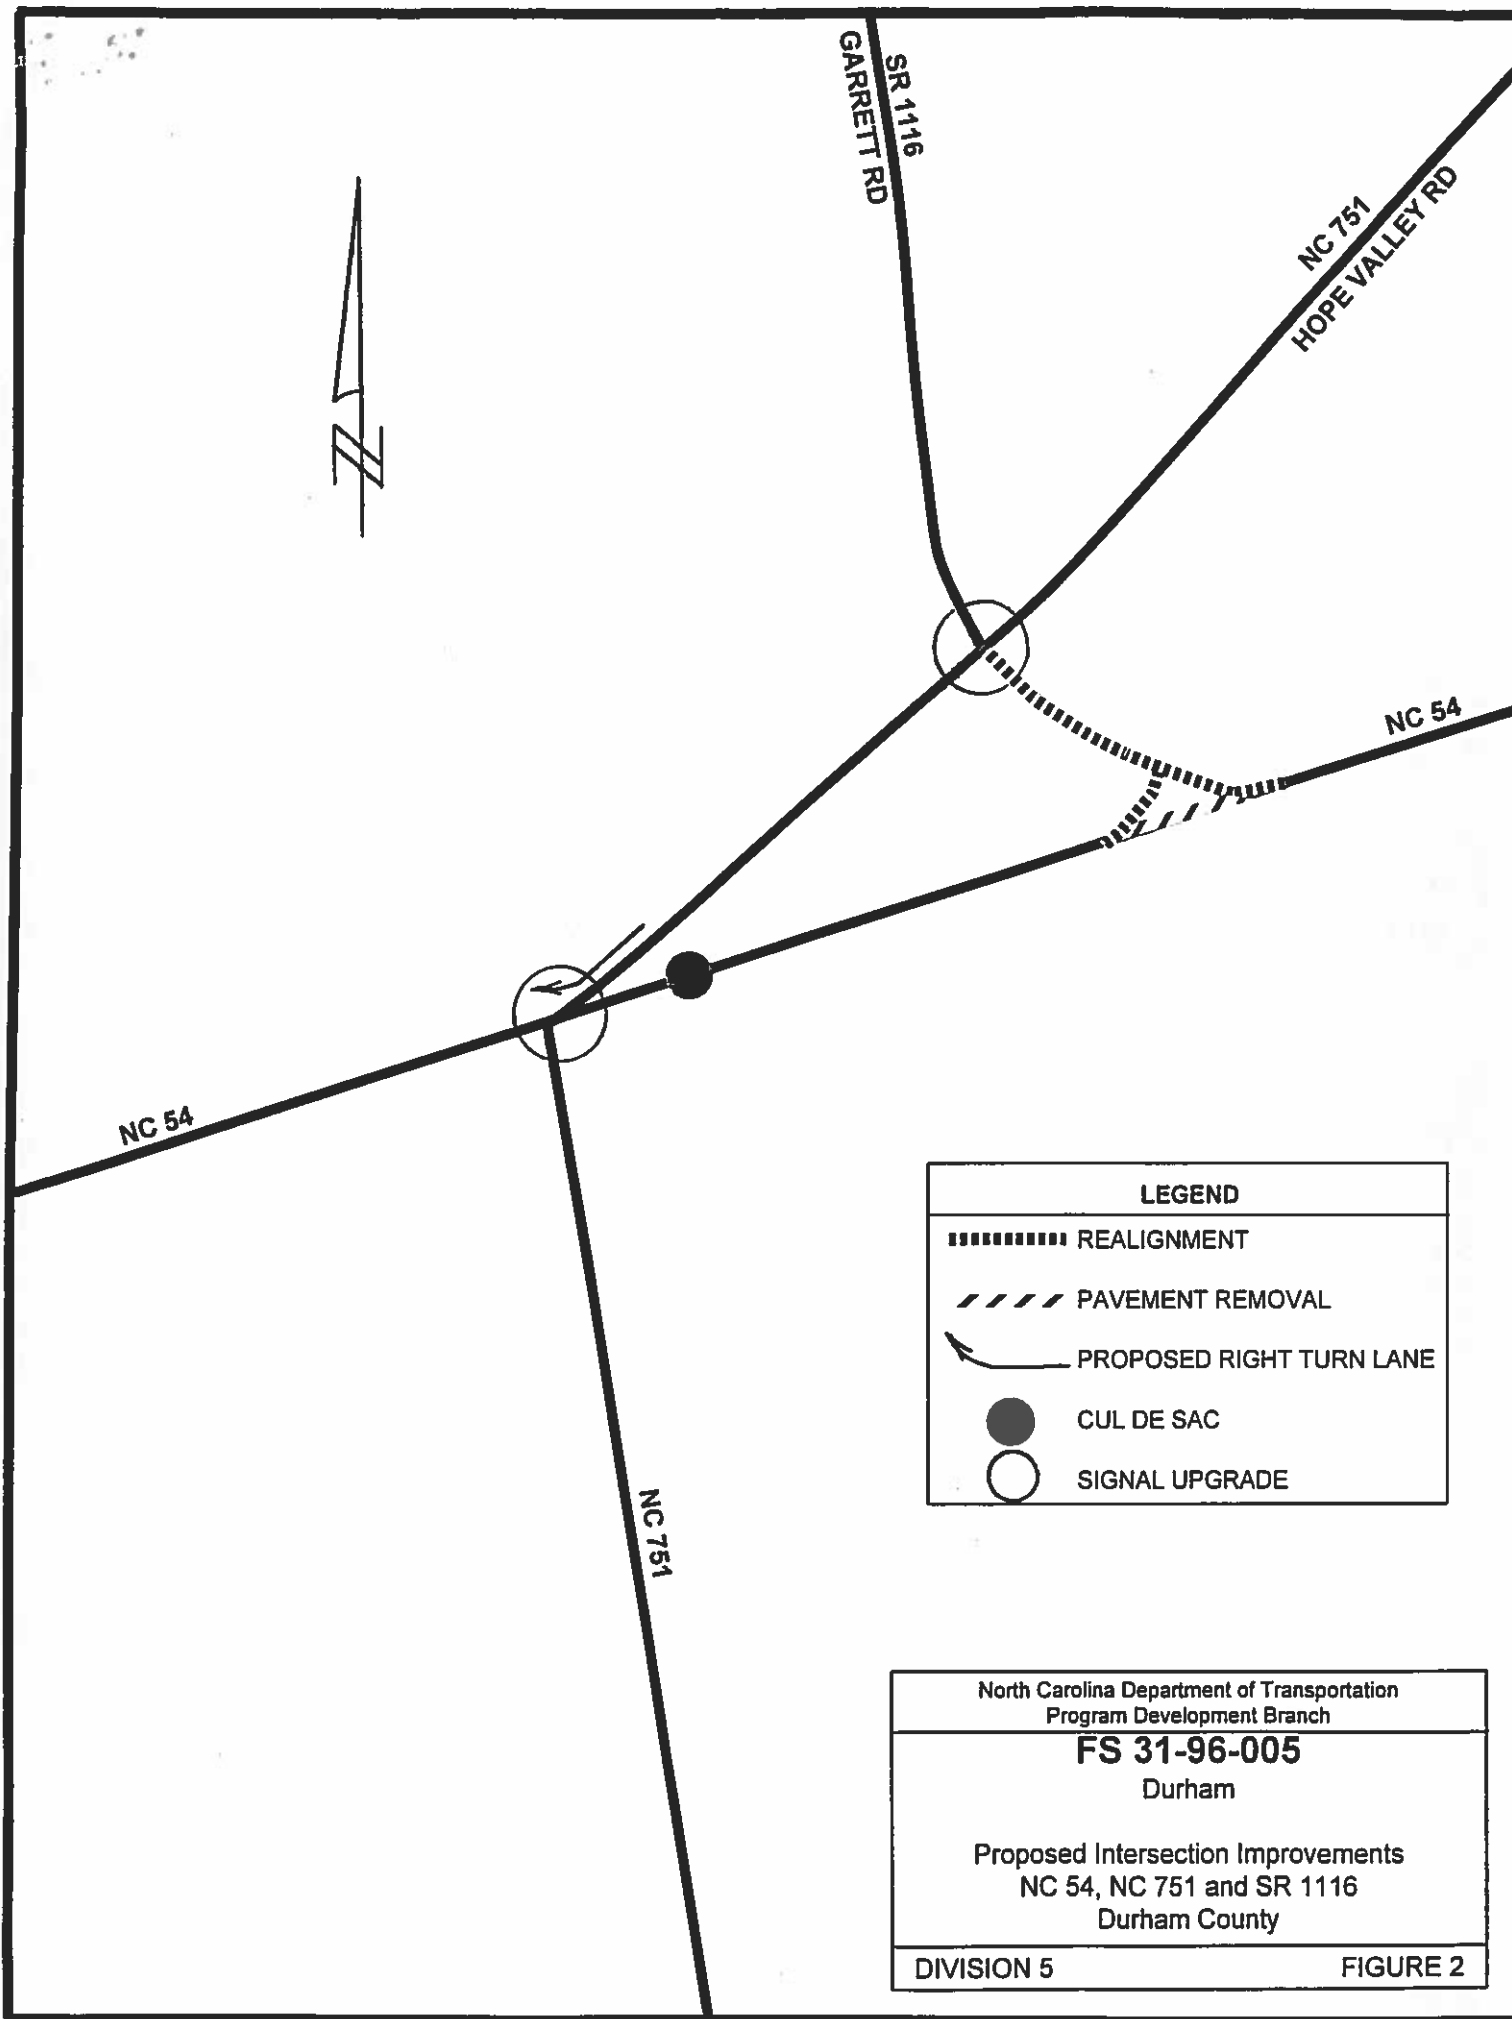 SR 1116
GARRETT RD
NC 751
HOPE VALLEY RD
N
NC 54
NC 54
NC 751
LEGEND
REALIGNMENT
PAVEMENT REMOVAL
PROPOSED RIGHT TURN LANE
CUL DE SAC
SIGNAL UPGRADE
North Carolina Department of Transportation
Program Development Branch
FS 31-96-005
Durham
Proposed Intersection Improvements
NC 54, NC 751 and SR 1116
Durham County
DIVISION 5 FIGURE 2